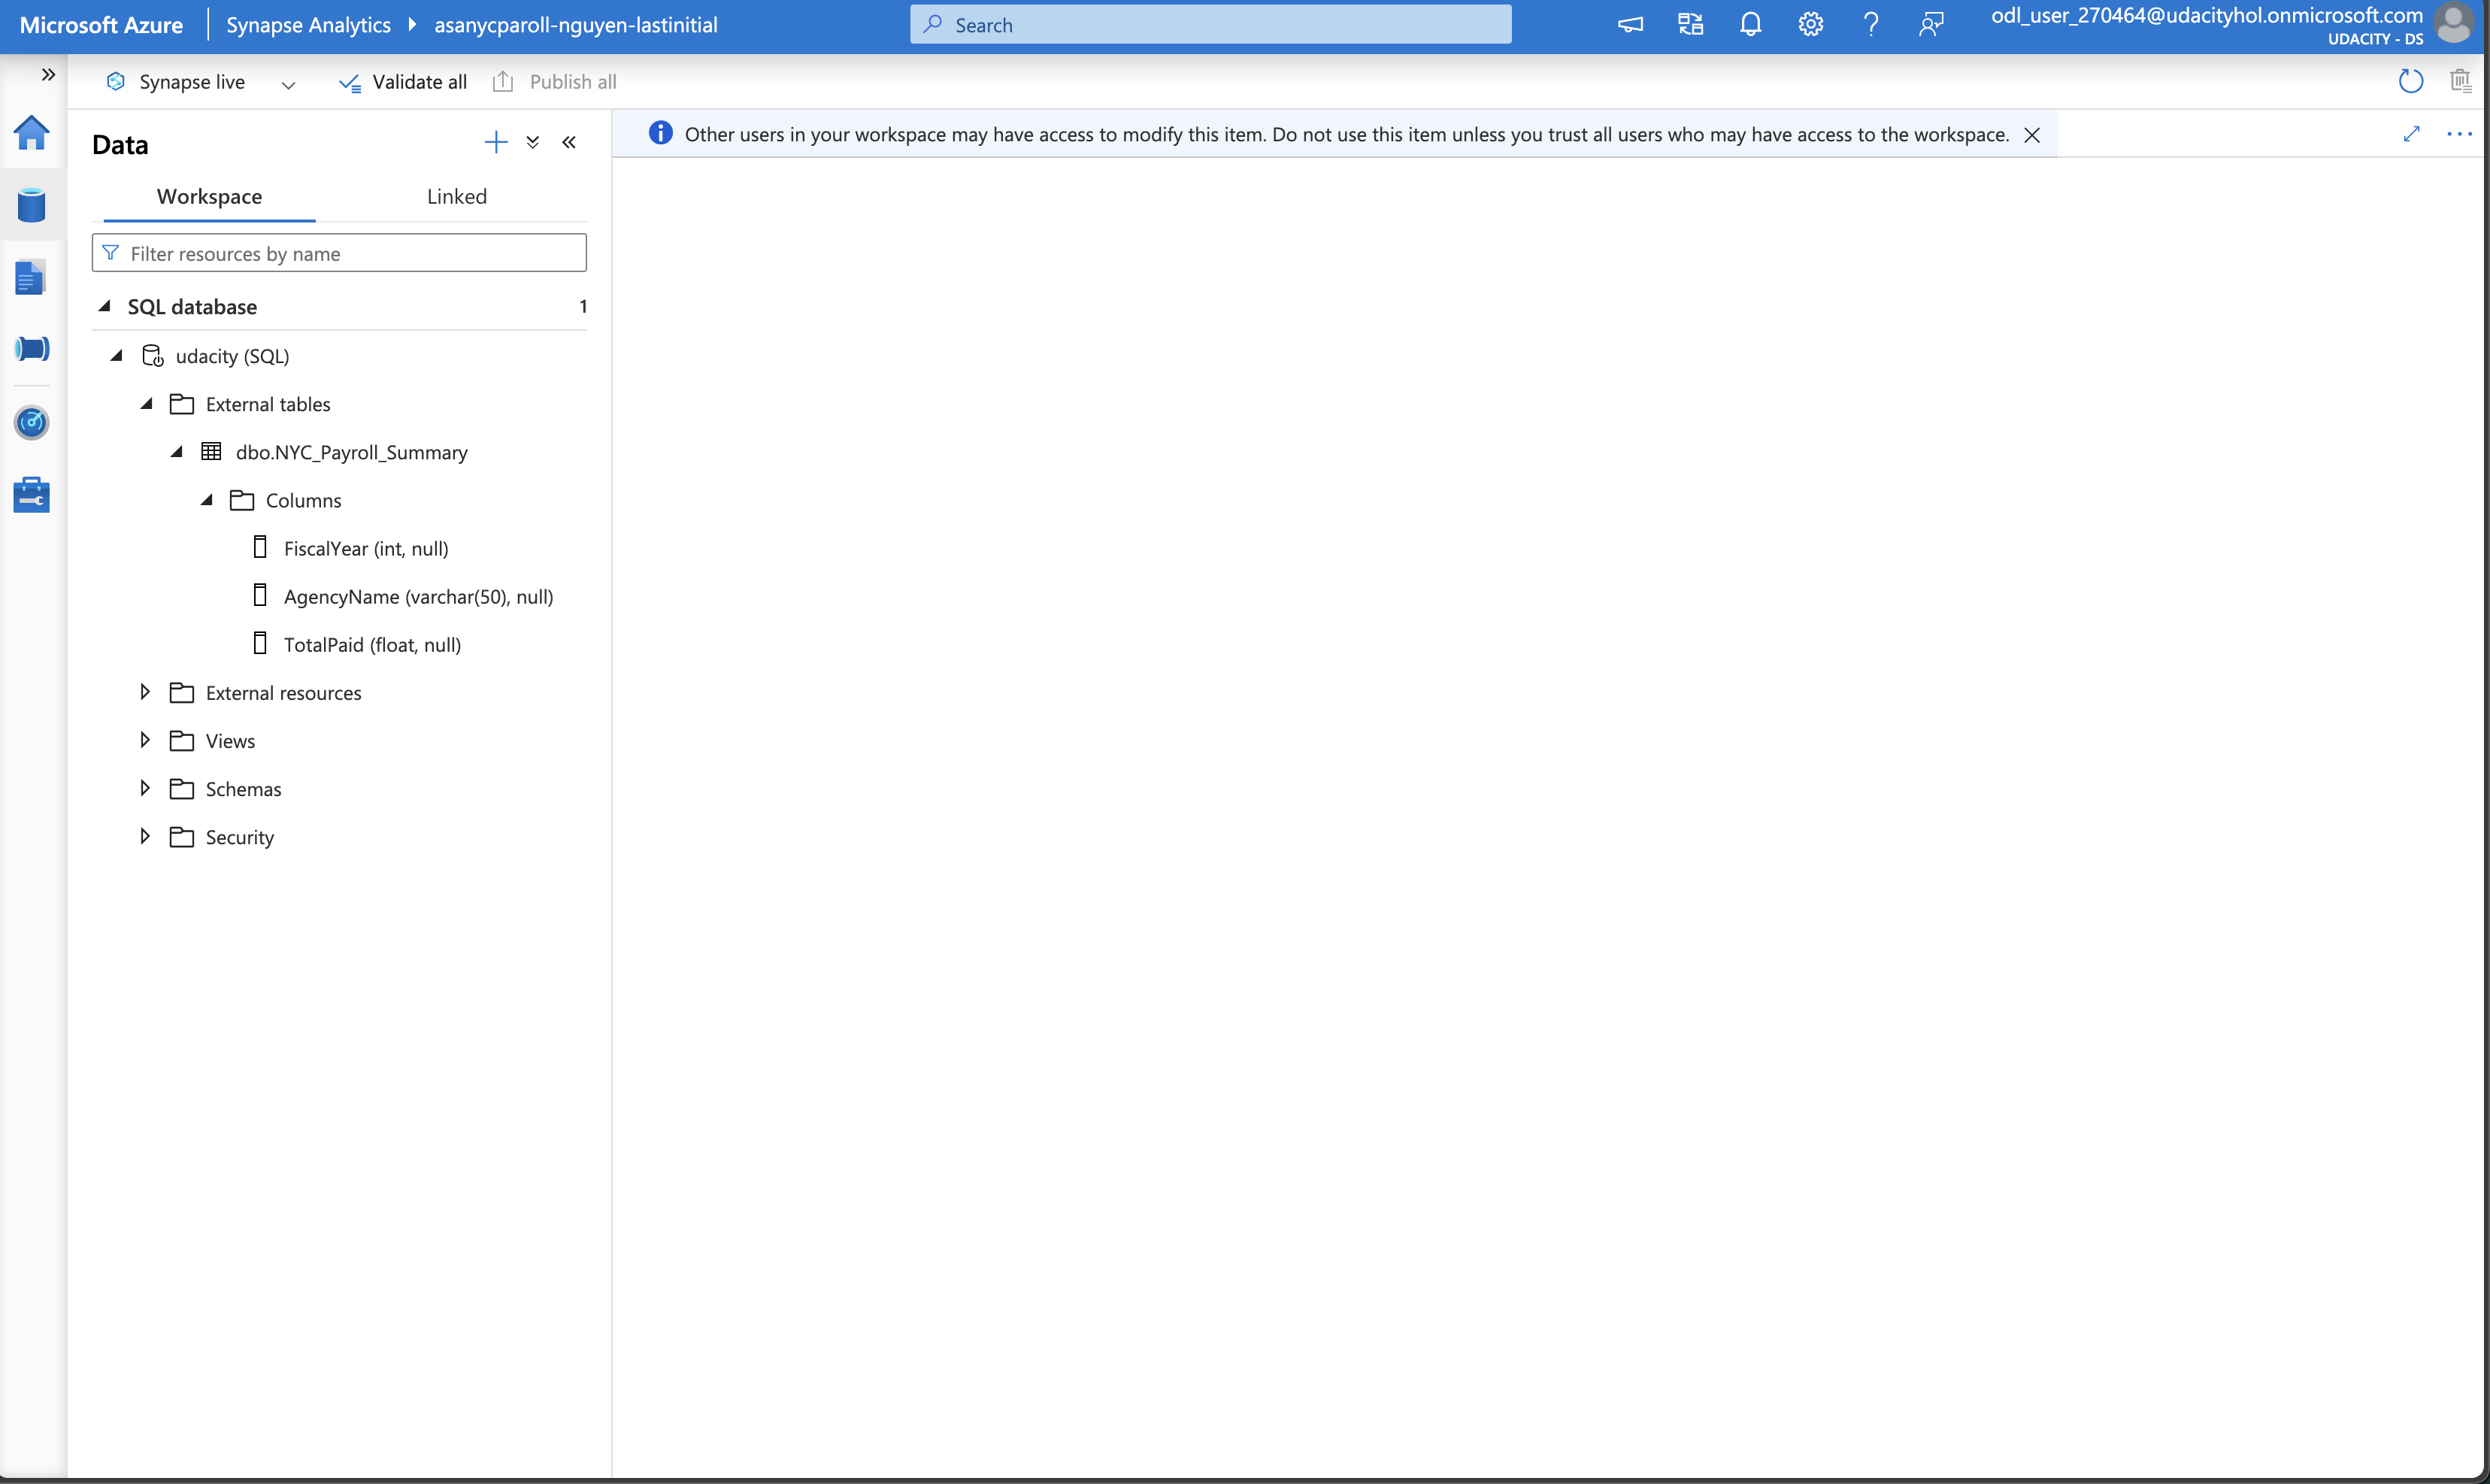 Microsoft Azure
Synapse Analytics
asanycparoll-nguyen-lastinitial
Search
odl_user_270464@udacityhol.onmicrosoft.com
UDACITY - DS
Synapse live
Validate all
Publish all
Data
Other users in your workspace may have access to modify this item. Do not use this item unless you trust all users who may have access to the workspace.
Workspace
Linked
Filter resources by name
SQL database 1
udacity (SQL)
External tables
dbo.NYC_Payroll_Summary
Columns
FiscalYear (int, null)
AgencyName (varchar(50), null)
TotalPaid (float, null)
External resources
Views
Schemas
Security